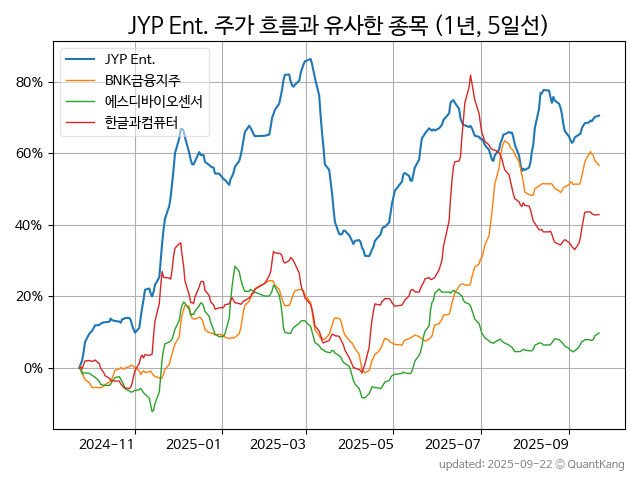 JYP Ent. 주가 흐름과 유사한 종목 (1년, 5일선)
JYP Ent.
BNK금융지주
에스디바이오센서
한글과컴퓨터
80%
60%
40%
20%
0%
2024-11 2025-01 2025-03 2025-05 2025-07 2025-09
updated: 2025-09-22 © QuantKang